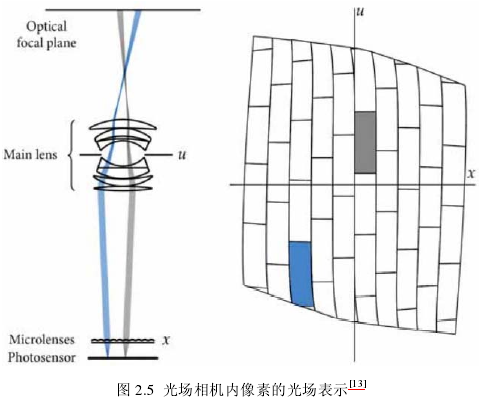 Optical
focal plane
Main lens
u
Microlenses
x
Photosensor
u
x
图 2.5 光场相机内像素的光场表示[13]